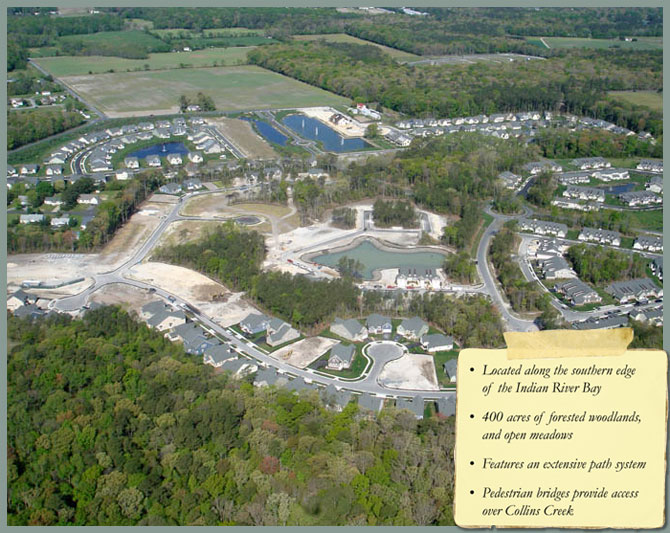 • Located along the southern edge
of the Indian River Bay
• 400 acres of forested woodlands,
and open meadows
• Features an extensive path system
• Pedestrian bridges provide access
over Collins Creek